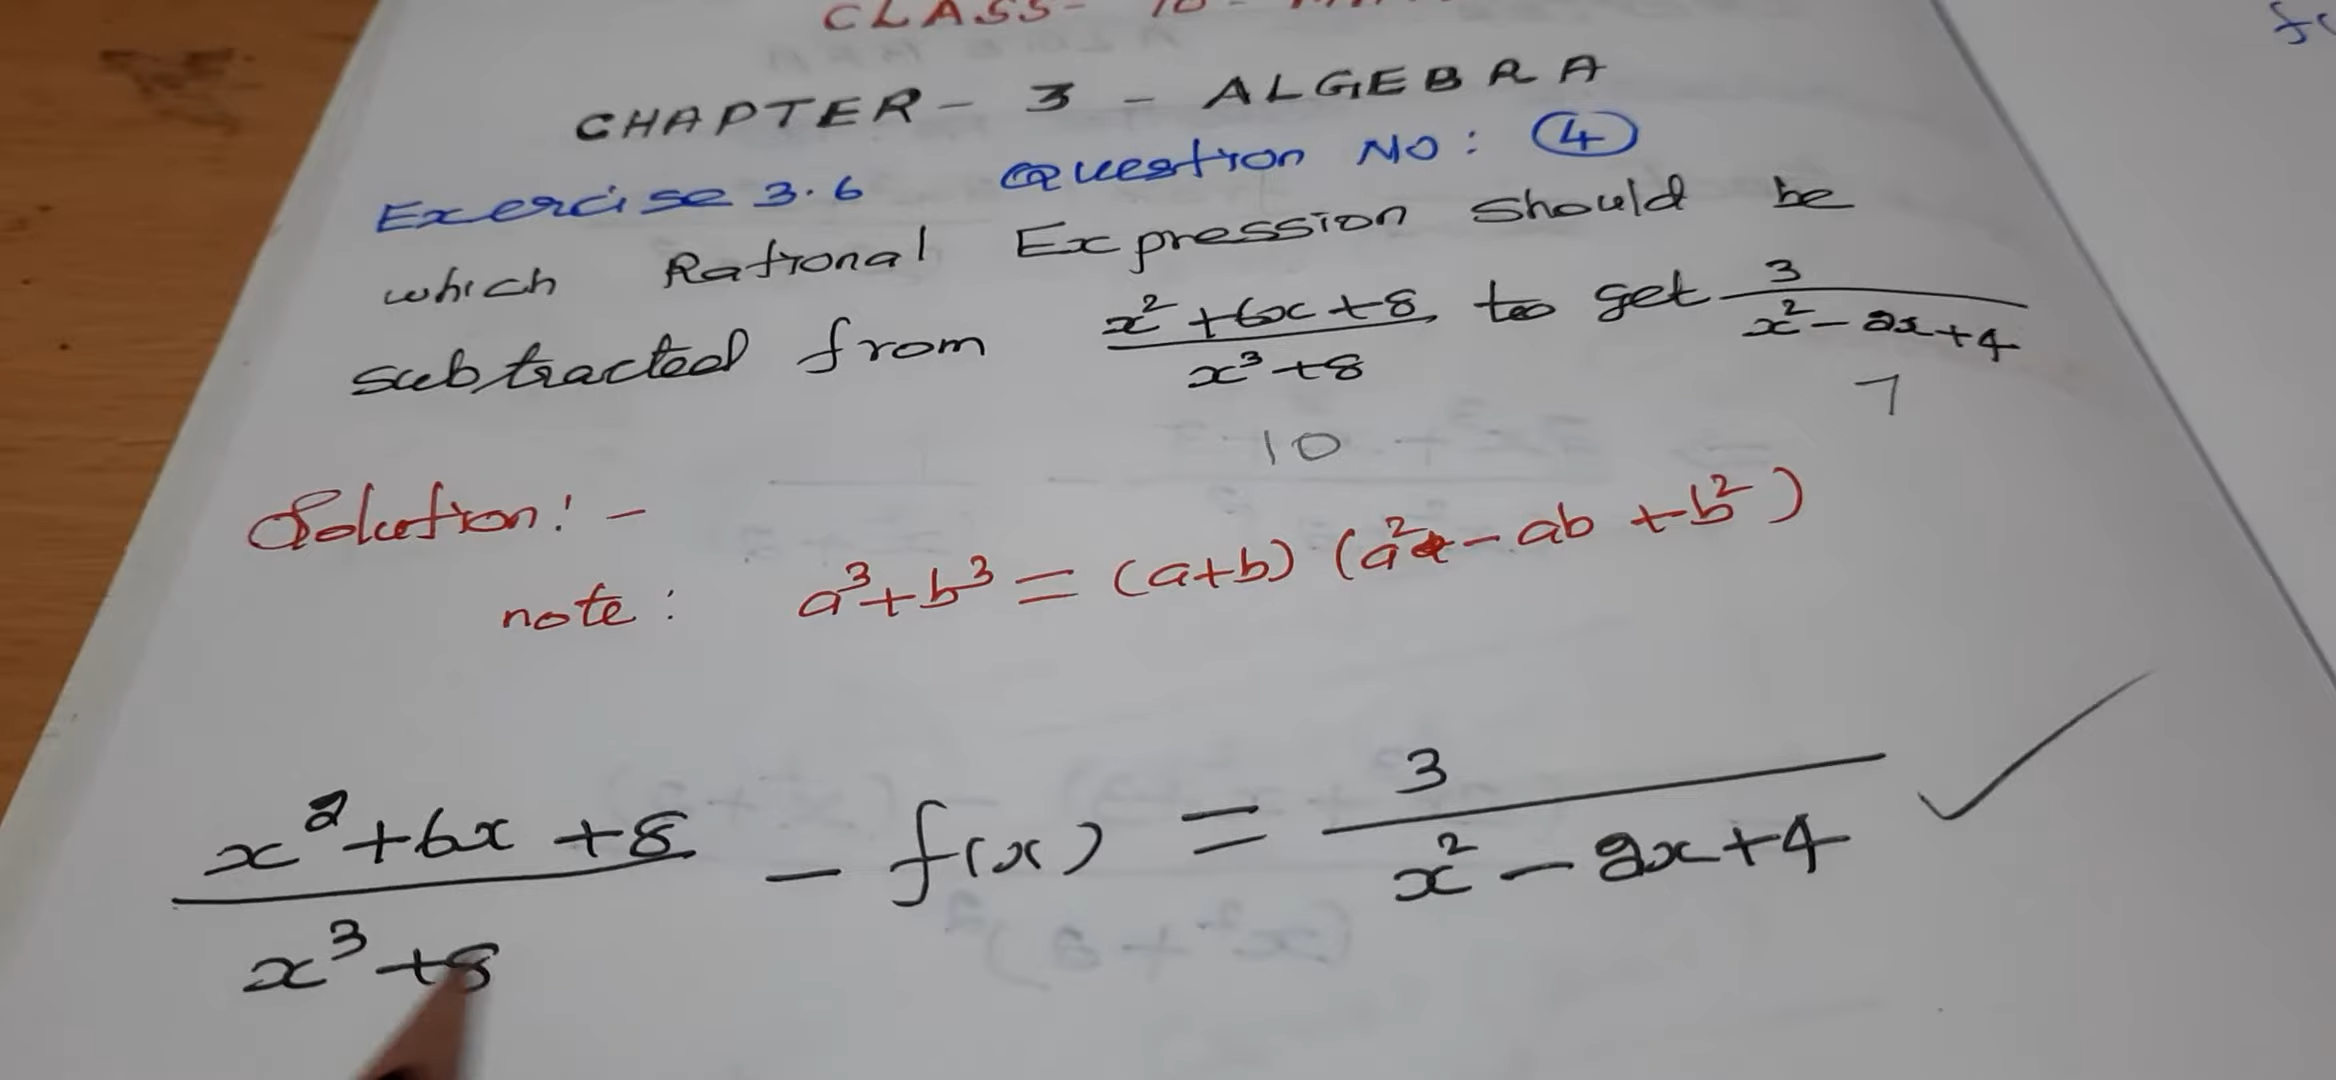 CLASS- 10-
CHAPTER - 3 - ALGEBRA
Exercise 3.6 Question NO: ④
which Rational Expression should be
subtracted from x²+6x+8/x³+8 to get 3/x²-2x+4
10 7
Solution:-
note: a³+b³ = (a+b) (a²-ab+b²)
x²+6x+8/x³+8 - f(x) = 3/x²-2x+4 ✓